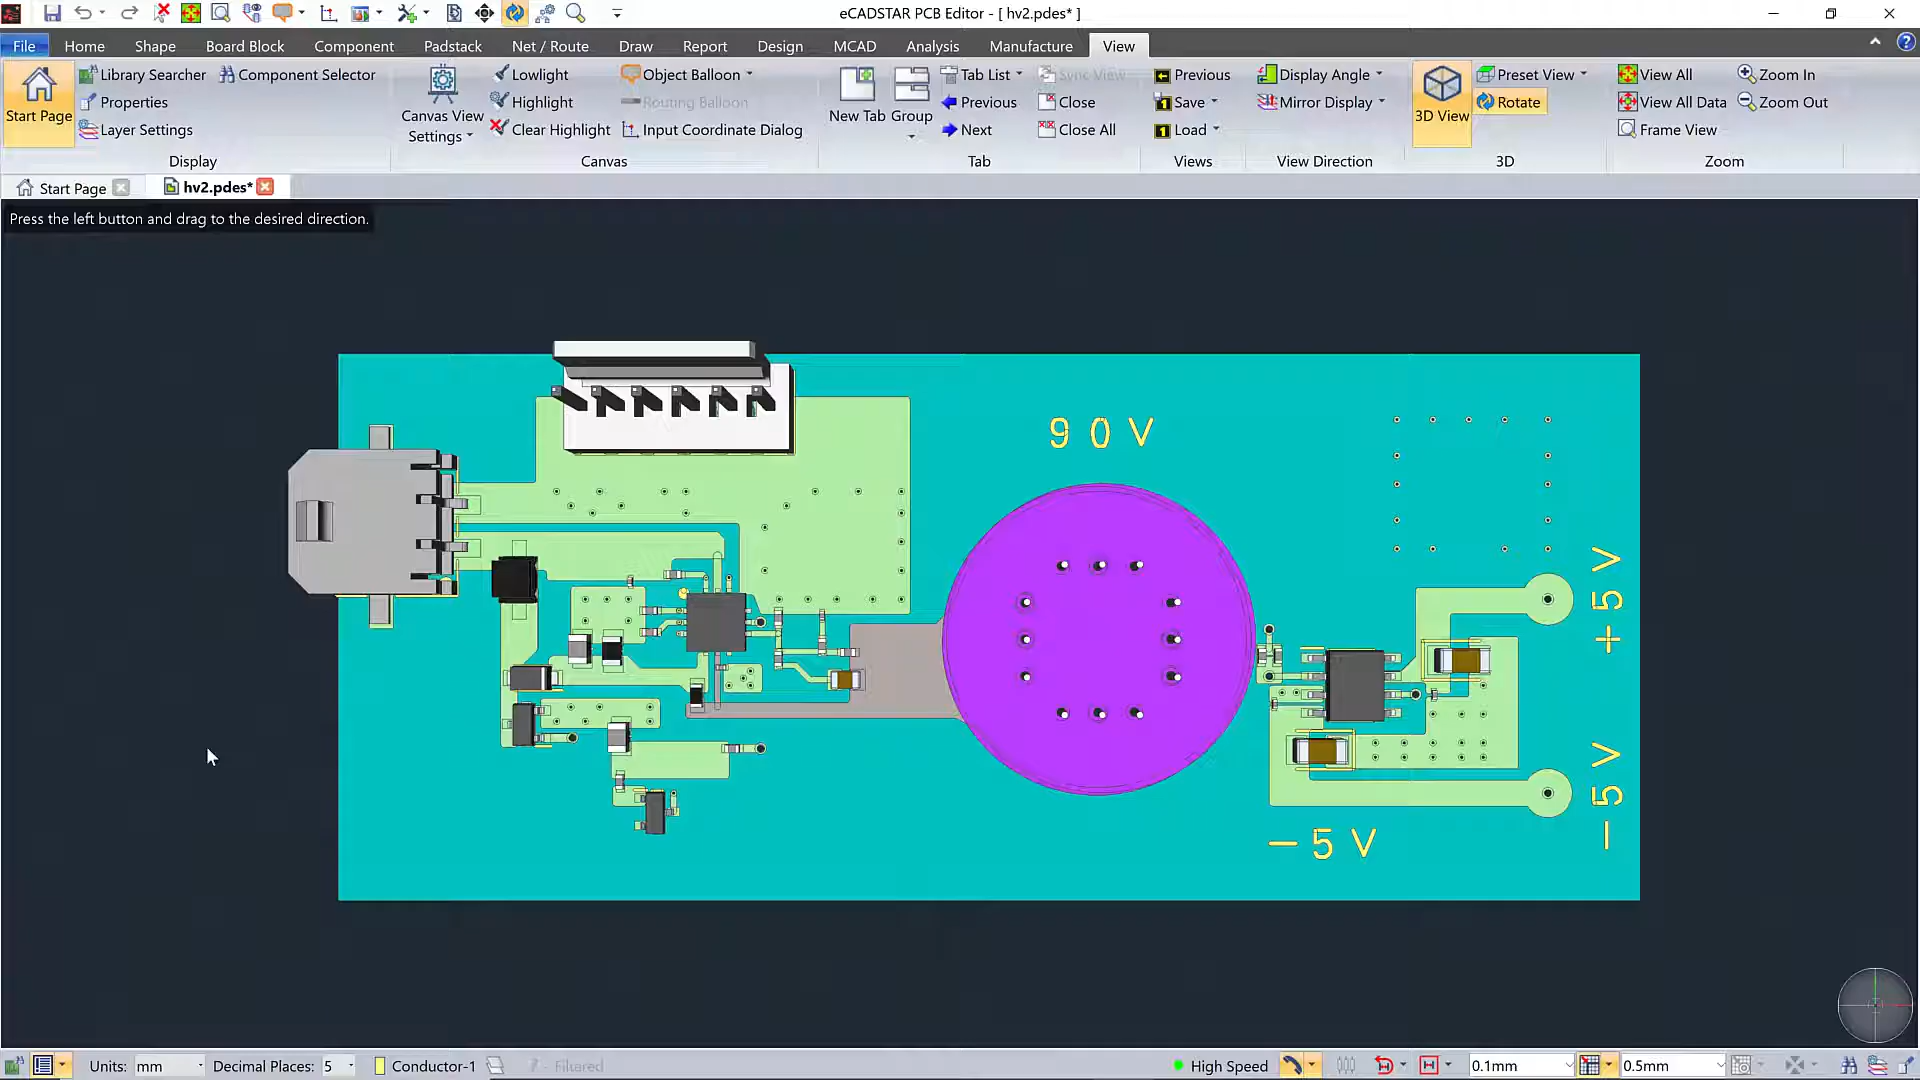 eCADSTAR PCB Editor - [ hv2.pdes* ]
File Home Shape Board Block Component Padstack Net / Route Draw Report Design MCAD Analysis Manufacture View
Start Page
Library Searcher Component Selector
Properties
Layer Settings
Display
Canvas View Settings
Lowlight
Highlight
Clear Highlight
Object Balloon
Routing Balloon
Input Coordinate Dialog
Canvas
New Tab
Group
Tab List
Previous
Next
Sync View
Close
Close All
Tab
Previous
Save
Load
Views
Display Angle
Mirror Display
View Direction
3D View
Preset View
Rotate
3D
View All
View All Data
Frame View
Zoom In
Zoom Out
Zoom
Start Page hv2.pdes*
Press the left button and drag to the desired direction.
90V
+5V
-5V
-5V
Units: mm Decimal Places: 5 Conductor-1 Filtered High Speed 0.1mm 0.5mm